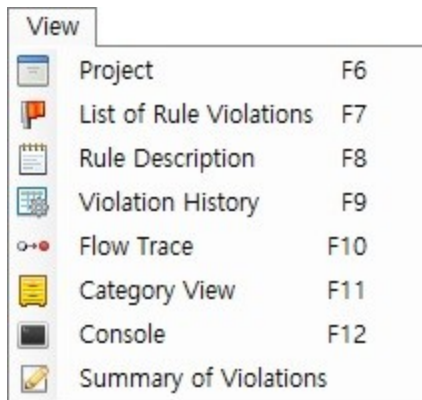 View
Project F6
List of Rule Violations F7
Rule Description F8
Violation History F9
Flow Trace F10
Category View F11
Console F12
Summary of Violations